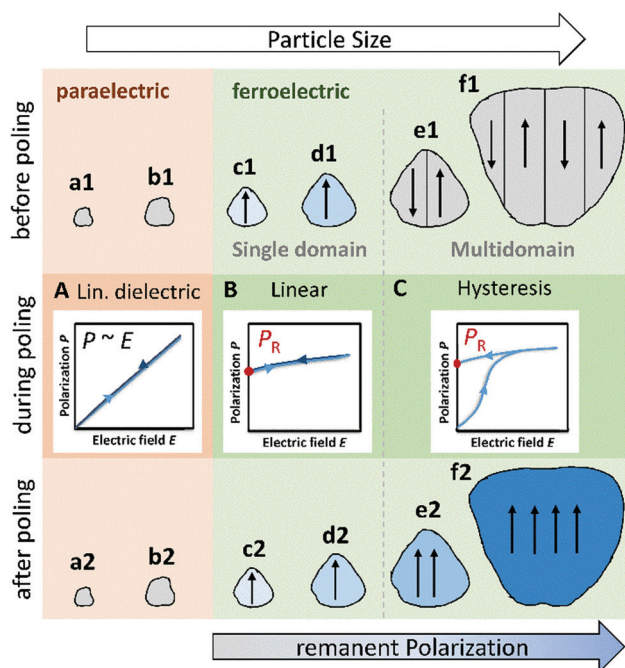 Particle Size
before poling
paraelectric
ferroelectric
f1
e1
d1
c1
b1
a1
Single domain
Multidomain
during poling
A Lin. dielectric
B Linear
C Hysteresis
P ~ E
Polarization P
Electric field E
PR
Polarization P
Electric field E
PR
Polarization P
Electric field E
after poling
f2
e2
d2
c2
b2
a2
remanent Polarization